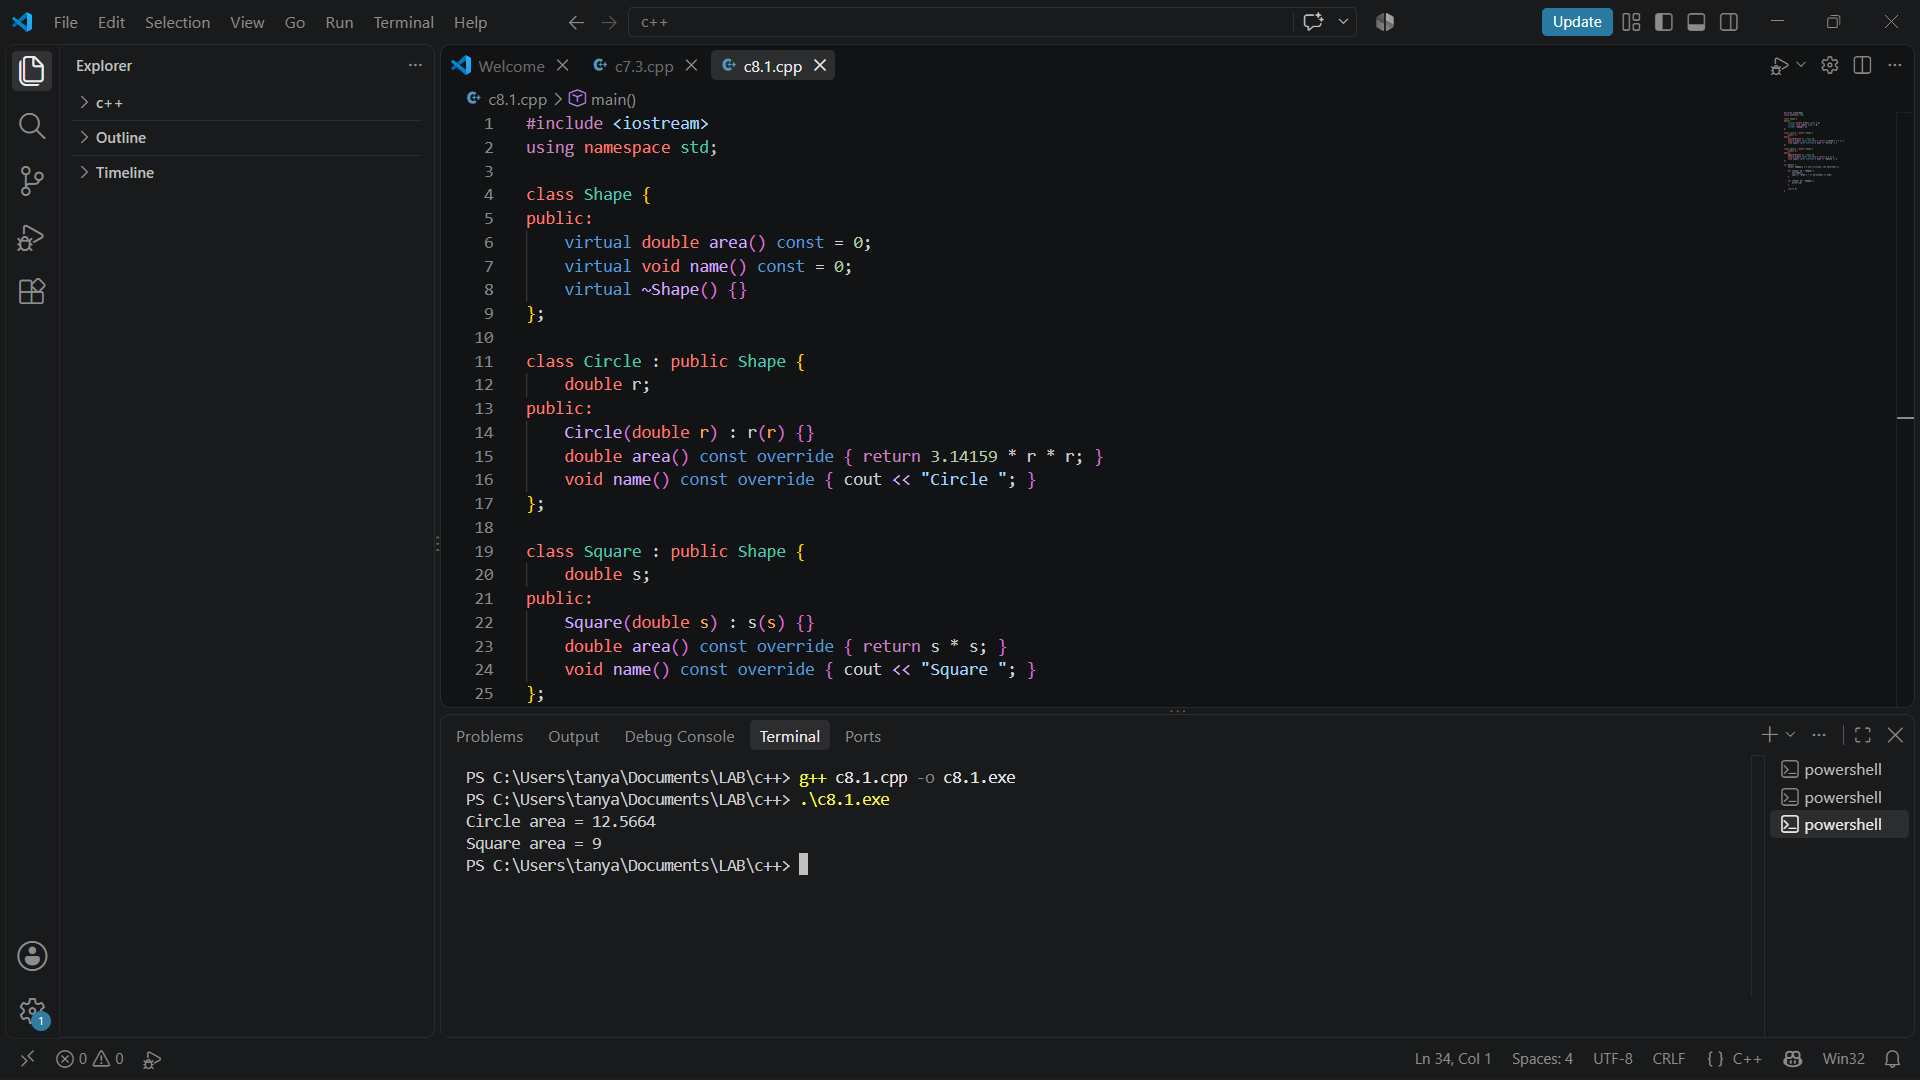 File Edit Selection View Go Run Terminal Help
c++
Update
Explorer
c++
Outline
Timeline
Welcome c7.3.cpp c8.1.cpp
c8.1.cpp main()
1 #include <iostream>
2 using namespace std;
3
4 class Shape {
5 public:
6     virtual double area() const = 0;
7     virtual void name() const = 0;
8     virtual ~Shape() {}
9 };
10
11 class Circle : public Shape {
12     double r;
13 public:
14     Circle(double r) : r(r) {}
15     double area() const override { return 3.14159 * r * r; }
16     void name() const override { cout << "Circle "; }
17 };
18
19 class Square : public Shape {
20     double s;
21 public:
22     Square(double s) : s(s) {}
23     double area() const override { return s * s; }
24     void name() const override { cout << "Square "; }
25 };
Problems Output Debug Console Terminal Ports
PS C:\Users\tanya\Documents\LAB\c++> g++ c8.1.cpp -o c8.1.exe
PS C:\Users\tanya\Documents\LAB\c++> .\c8.1.exe
Circle area = 12.5664
Square area = 9
PS C:\Users\tanya\Documents\LAB\c++>
powershell
powershell
powershell
1
0 0
Ln 34, Col 1 Spaces: 4 UTF-8 CRLF {} C++ Win32